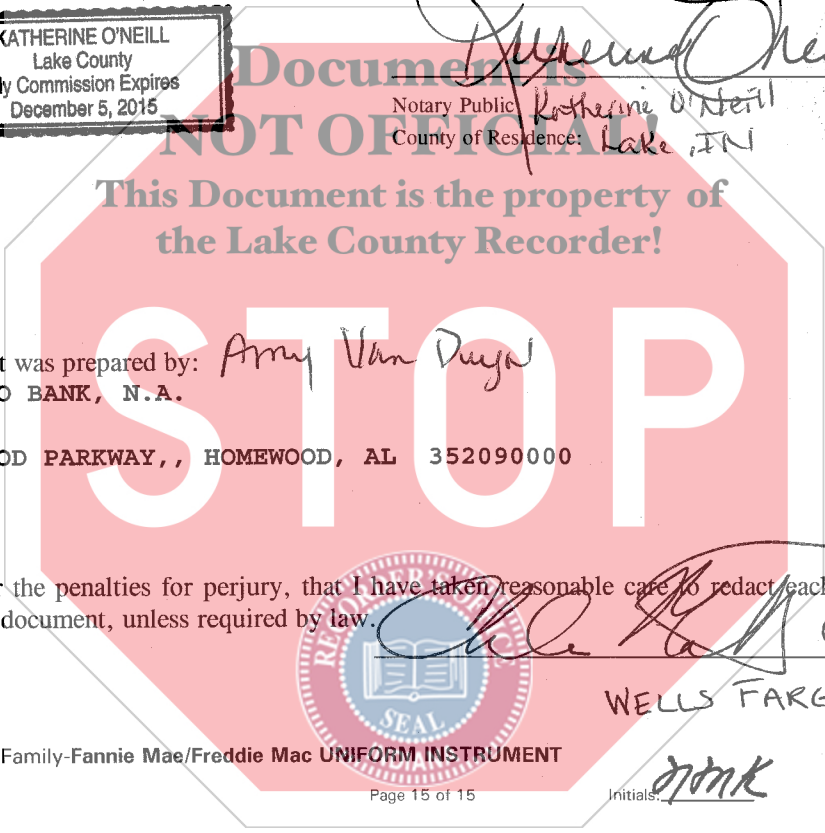 KATHERINE O'NEILL
Lake County
y Commission Expires
December 5, 2015
Document is
NOT OFFICIAL!
This Document is the property of
the Lake County Recorder!
Notary Public Katherine O'Neill
County of Residence: Lake, IN
STOP
t was prepared by: Amy Van Duyn
O BANK, N.A.
OD PARKWAY,, HOMEWOOD, AL 352090000
r the penalties for perjury, that I have taken reasonable care to redact each
document, unless required by law.
RECORDER'S OFFICE
SEAL
INDIANA
WELLS FARG
Family-Fannie Mae/Freddie Mac UNIFORM INSTRUMENT
Page 15 of 15
Initials: